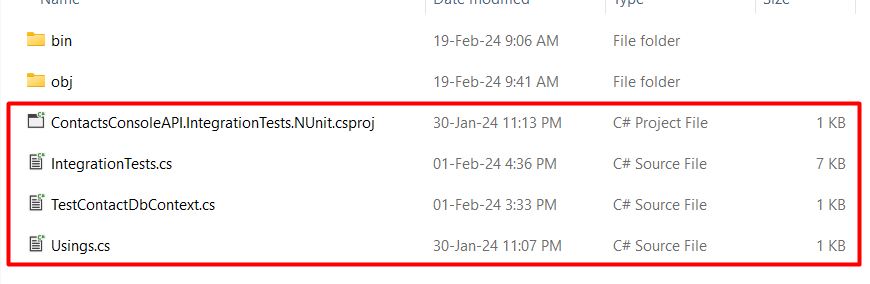 Name Date modified Type Size
bin 19-Feb-24 9:06 AM File folder
obj 19-Feb-24 9:41 AM File folder
ContactsConsoleAPI.IntegrationTests.NUnit.csproj 30-Jan-24 11:13 PM C# Project File 1 KB
IntegrationTests.cs 01-Feb-24 4:36 PM C# Source File 7 KB
TestContactDbContext.cs 01-Feb-24 3:33 PM C# Source File 1 KB
Usings.cs 30-Jan-24 11:07 PM C# Source File 1 KB